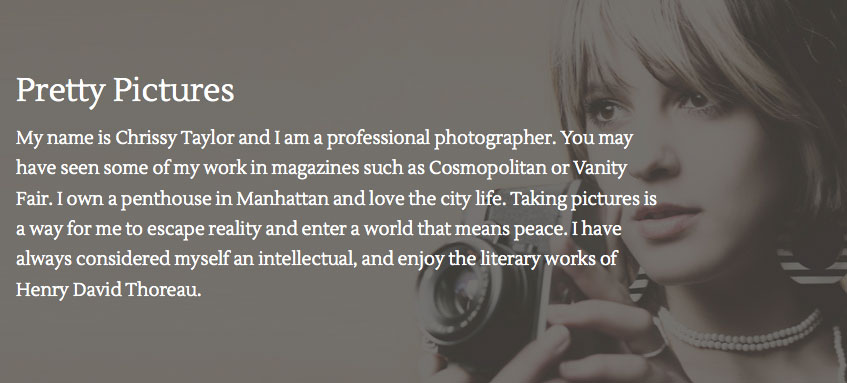 Pretty Pictures
My name is Chrissy Taylor and I am a professional photographer. You may
have seen some of my work in magazines such as Cosmopolitan or Vanity
Fair. I own a penthouse in Manhattan and love the city life. Taking pictures is
a way for me to escape reality and enter a world that means peace. I have
always considered myself an intellectual, and enjoy the literary works of
Henry David Thoreau.